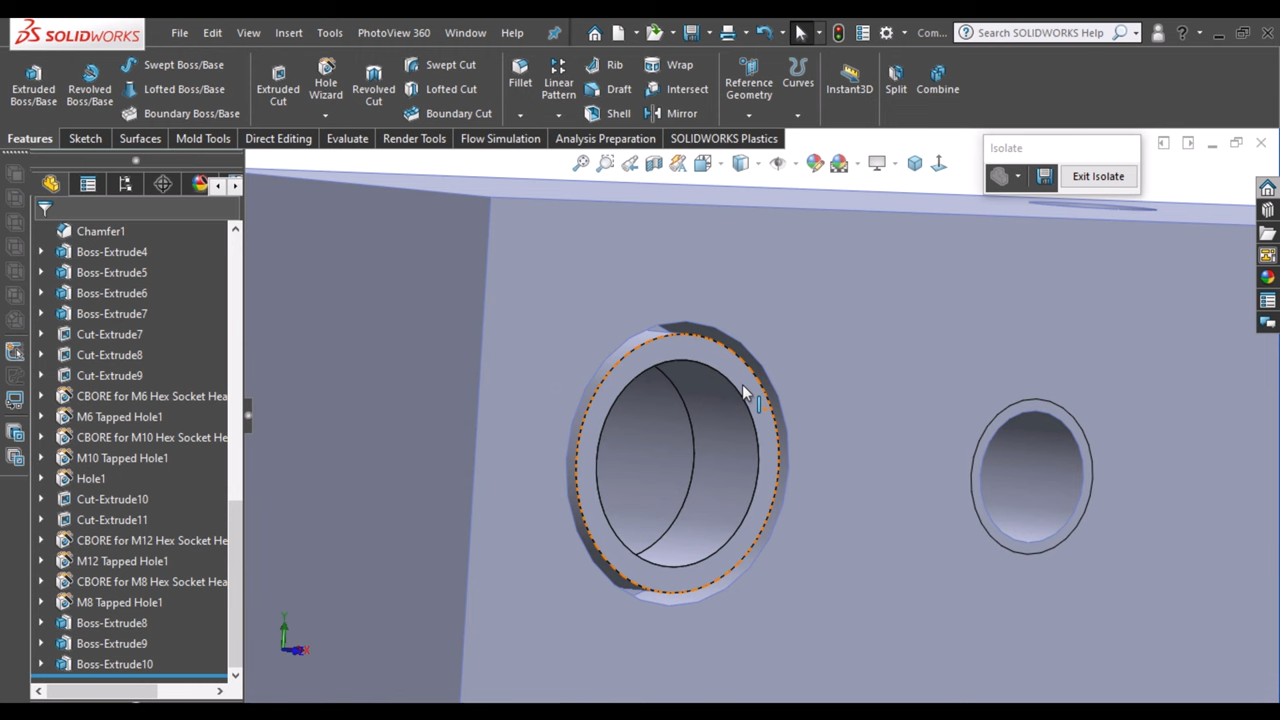 SOLIDWORKS File Edit View Insert Tools PhotoView 360 Window Help Com... Search SOLIDWORKS Help
Extruded Boss/Base
Revolved Boss/Base
Swept Boss/Base
Lofted Boss/Base
Boundary Boss/Base
Extruded Cut
Hole Wizard
Revolved Cut
Swept Cut
Lofted Cut
Boundary Cut
Fillet
Linear Pattern
Rib
Draft
Shell
Wrap
Intersect
Mirror
Reference Geometry
Curves
Instant3D
Split
Combine
Features Sketch Surfaces Mold Tools Direct Editing Evaluate Render Tools Flow Simulation Analysis Preparation SOLIDWORKS Plastics
Isolate
Exit Isolate
Chamfer1
Boss-Extrude4
Boss-Extrude5
Boss-Extrude6
Boss-Extrude7
Cut-Extrude7
Cut-Extrude8
Cut-Extrude9
CBORE for M6 Hex Socket Hea
M6 Tapped Hole1
CBORE for M10 Hex Socket He
M10 Tapped Hole1
Hole1
Cut-Extrude10
Cut-Extrude11
CBORE for M12 Hex Socket He
M12 Tapped Hole1
CBORE for M8 Hex Socket Hea
M8 Tapped Hole1
Boss-Extrude8
Boss-Extrude9
Boss-Extrude10